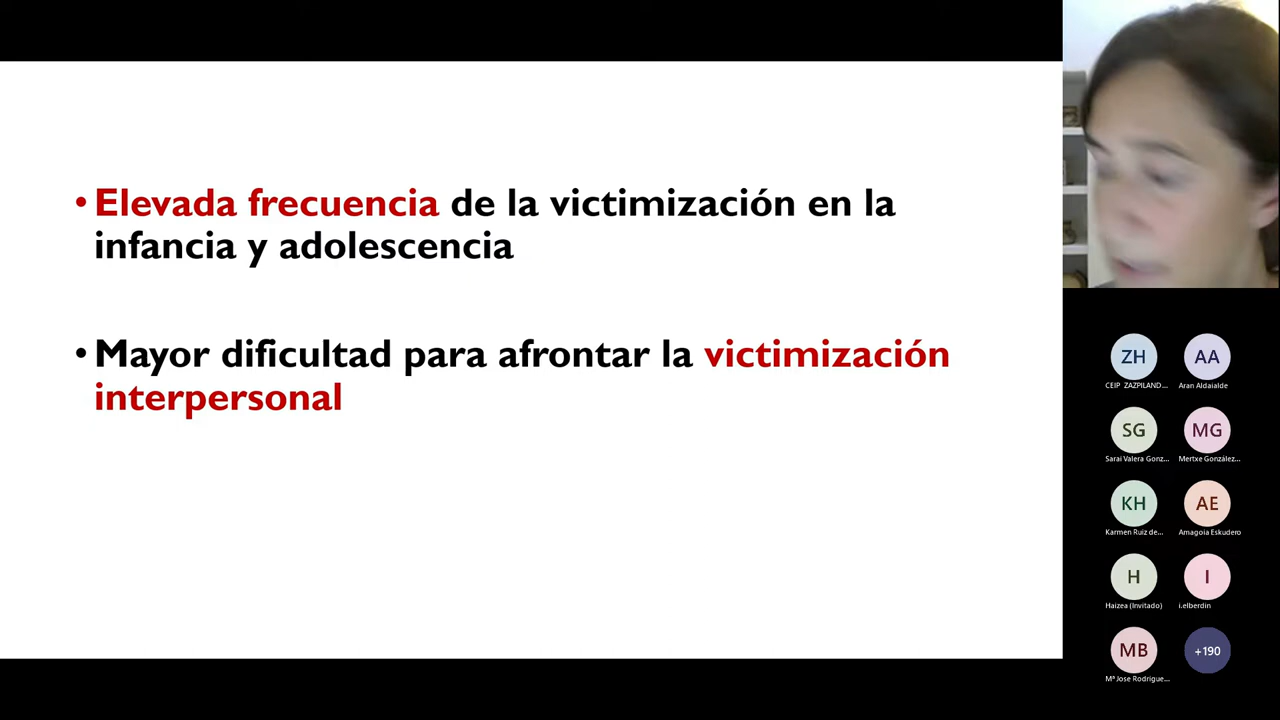 • Elevada frecuencia de la victimización en la
infancia y adolescencia
• Mayor dificultad para afrontar la victimización
interpersonal
ZH
AA
CEIP ZAZPILAND...
Aran Aldaialde
SG
MG
Sarai Valera Gonz...
Mertxe González...
KH
AE
Karmen Ruiz de...
Amagoia Eskudero
H
I
Haizea (Invitado)
i.elberdin
MB
+190
Mª Jose Rodrigue...